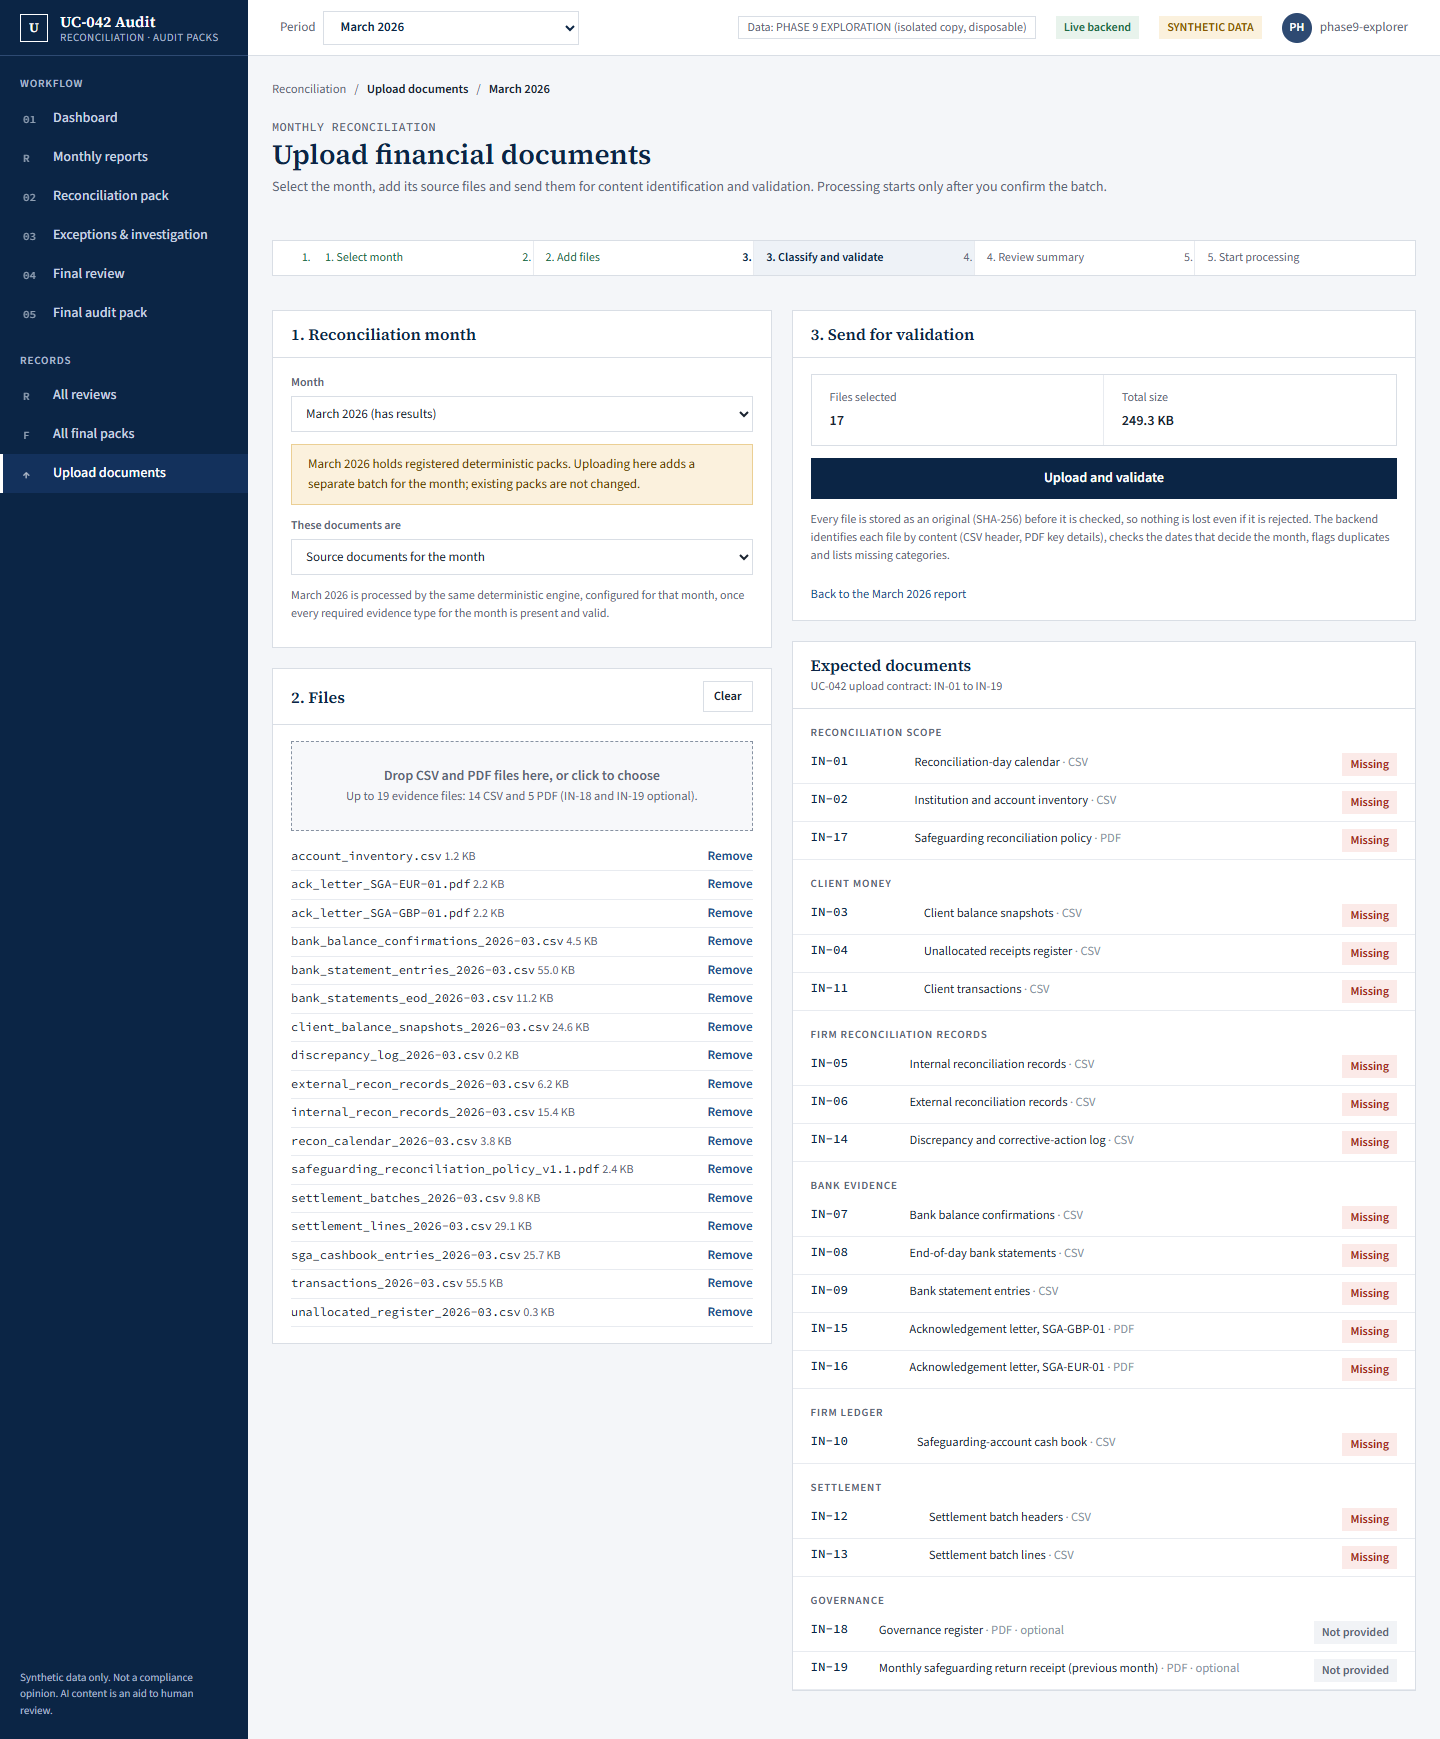 U
UC-042 Audit
RECONCILIATION · AUDIT PACKS
Period
March 2026
Data: PHASE 9 EXPLORATION (isolated copy, disposable)
Live backend
SYNTHETIC DATA
PH
phase9-explorer
WORKFLOW
01 Dashboard
R Monthly reports
02 Reconciliation pack
03 Exceptions & investigation
04 Final review
05 Final audit pack
RECORDS
R All reviews
F All final packs
↑ Upload documents
Synthetic data only. Not a compliance
opinion. AI content is an aid to human
review.
Reconciliation / Upload documents / March 2026
MONTHLY RECONCILIATION
Upload financial documents
Select the month, add its source files and send them for content identification and validation. Processing starts only after you confirm the batch.
1. 1. Select month
2. 2. Add files
3. 3. Classify and validate
4. 4. Review summary
5. 5. Start processing
1. Reconciliation month
Month
March 2026 (has results)
March 2026 holds registered deterministic packs. Uploading here adds a
separate batch for the month; existing packs are not changed.
These documents are
Source documents for the month
March 2026 is processed by the same deterministic engine, configured for that month, once
every required evidence type for the month is present and valid.
2. Files
Clear
Drop CSV and PDF files here, or click to choose
Up to 19 evidence files: 14 CSV and 5 PDF (IN-18 and IN-19 optional).
account_inventory.csv 1.2 KB Remove
ack_letter_SGA-EUR-01.pdf 2.2 KB Remove
ack_letter_SGA-GBP-01.pdf 2.2 KB Remove
bank_balance_confirmations_2026-03.csv 4.5 KB Remove
bank_statement_entries_2026-03.csv 55.0 KB Remove
bank_statements_eod_2026-03.csv 11.2 KB Remove
client_balance_snapshots_2026-03.csv 24.6 KB Remove
discrepancy_log_2026-03.csv 0.2 KB Remove
external_recon_records_2026-03.csv 6.2 KB Remove
internal_recon_records_2026-03.csv 15.4 KB Remove
recon_calendar_2026-03.csv 3.8 KB Remove
safeguarding_reconciliation_policy_v1.1.pdf 2.4 KB Remove
settlement_batches_2026-03.csv 9.8 KB Remove
settlement_lines_2026-03.csv 29.1 KB Remove
sga_cashbook_entries_2026-03.csv 25.7 KB Remove
transactions_2026-03.csv 55.5 KB Remove
unallocated_register_2026-03.csv 0.3 KB Remove
3. Send for validation
Files selected
17
Total size
249.3 KB
Upload and validate
Every file is stored as an original (SHA-256) before it is checked, so nothing is lost even if it is rejected. The backend
identifies each file by content (CSV header, PDF key details), checks the dates that decide the month, flags duplicates
and lists missing categories.
Back to the March 2026 report
Expected documents
UC-042 upload contract: IN-01 to IN-19
RECONCILIATION SCOPE
IN-01 Reconciliation-day calendar · CSV Missing
IN-02 Institution and account inventory · CSV Missing
IN-17 Safeguarding reconciliation policy · PDF Missing
CLIENT MONEY
IN-03 Client balance snapshots · CSV Missing
IN-04 Unallocated receipts register · CSV Missing
IN-11 Client transactions · CSV Missing
FIRM RECONCILIATION RECORDS
IN-05 Internal reconciliation records · CSV Missing
IN-06 External reconciliation records · CSV Missing
IN-14 Discrepancy and corrective-action log · CSV Missing
BANK EVIDENCE
IN-07 Bank balance confirmations · CSV Missing
IN-08 End-of-day bank statements · CSV Missing
IN-09 Bank statement entries · CSV Missing
IN-15 Acknowledgement letter, SGA-GBP-01 · PDF Missing
IN-16 Acknowledgement letter, SGA-EUR-01 · PDF Missing
FIRM LEDGER
IN-10 Safeguarding-account cash book · CSV Missing
SETTLEMENT
IN-12 Settlement batch headers · CSV Missing
IN-13 Settlement batch lines · CSV Missing
GOVERNANCE
IN-18 Governance register · PDF · optional Not provided
IN-19 Monthly safeguarding return receipt (previous month) · PDF · optional Not provided